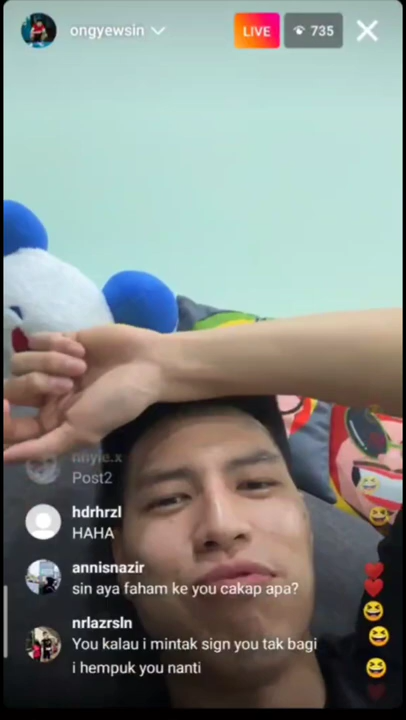 ongyewsin
LIVE
735
Post2
hdrhrzl
HAHA
annisnazir
sin aya faham ke you cakap apa?
nrlazrsln
You kalau i mintak sign you tak bagi
i hempuk you nanti